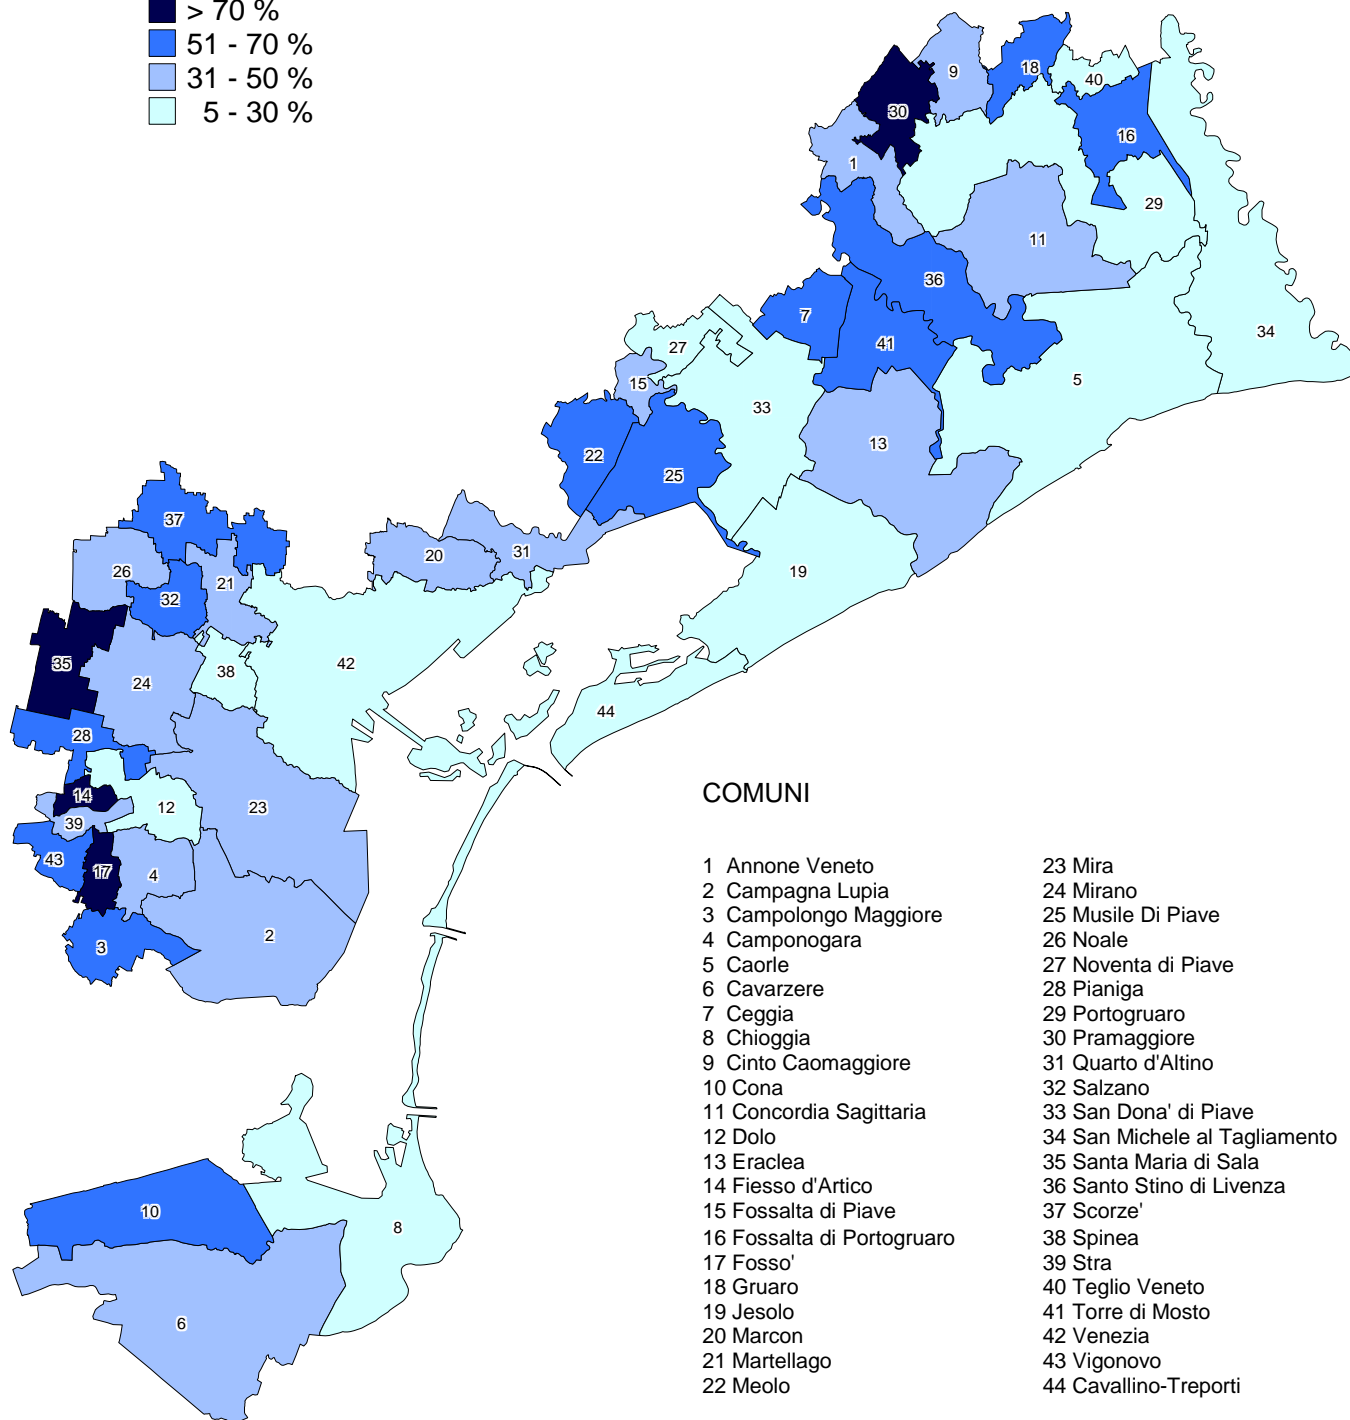 > 70 %
51 - 70 %
31 - 50 %
5 - 30 %
9
18
40
30
16
1
29
11
36
34
7
41
27
5
15
33
13
22
25
37
20
31
26
21
19
32
35
42
38
24
44
28
14
12
23
39
43
17
4
2
3
10
8
6
COMUNI
1 Annone Veneto
2 Campagna Lupia
3 Campolongo Maggiore
4 Camponogara
5 Caorle
6 Cavarzere
7 Ceggia
8 Chioggia
9 Cinto Caomaggiore
10 Cona
11 Concordia Sagittaria
12 Dolo
13 Eraclea
14 Fiesso d'Artico
15 Fossalta di Piave
16 Fossalta di Portogruaro
17 Fosso'
18 Gruaro
19 Jesolo
20 Marcon
21 Martellago
22 Meolo
23 Mira
24 Mirano
25 Musile Di Piave
26 Noale
27 Noventa di Piave
28 Pianiga
29 Portogruaro
30 Pramaggiore
31 Quarto d'Altino
32 Salzano
33 San Dona' di Piave
34 San Michele al Tagliamento
35 Santa Maria di Sala
36 Santo Stino di Livenza
37 Scorze'
38 Spinea
39 Stra
40 Teglio Veneto
41 Torre di Mosto
42 Venezia
43 Vigonovo
44 Cavallino-Treporti